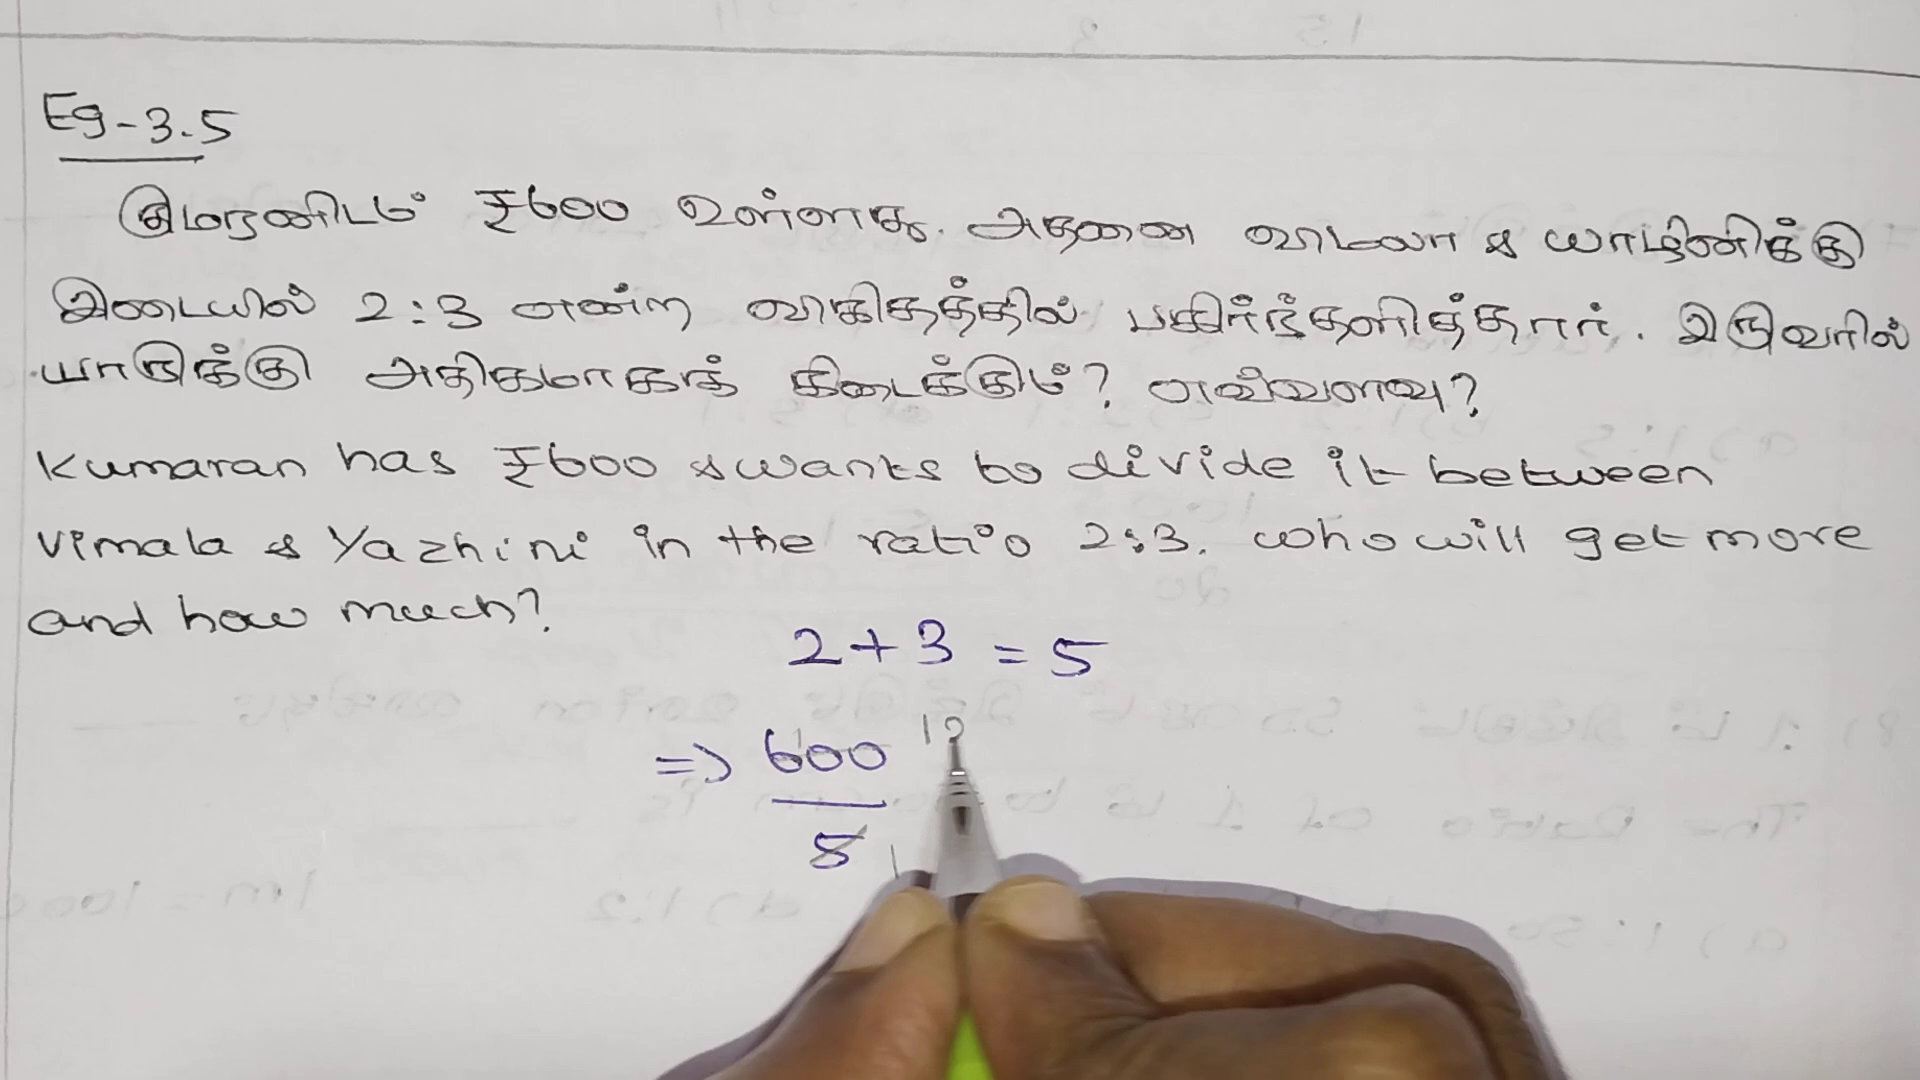 Eg-3.5
குமரனிடம் ₹600 உள்ளது. அதனை விமலா & யாழினிக்கு
இடையில் 2:3 என்ற விகிதத்தில் பகிர்ந்தளித்தார். இருவரில்
யாருக்கு அதிகமாகக் கிடைக்கும்? எவ்வளவு?
Kumaran has ₹600 & wants to divide it between
Vimala & Yazhini in the ratio 2:3. who will get more
and how much?
2+3 = 5
=> 600 12
5